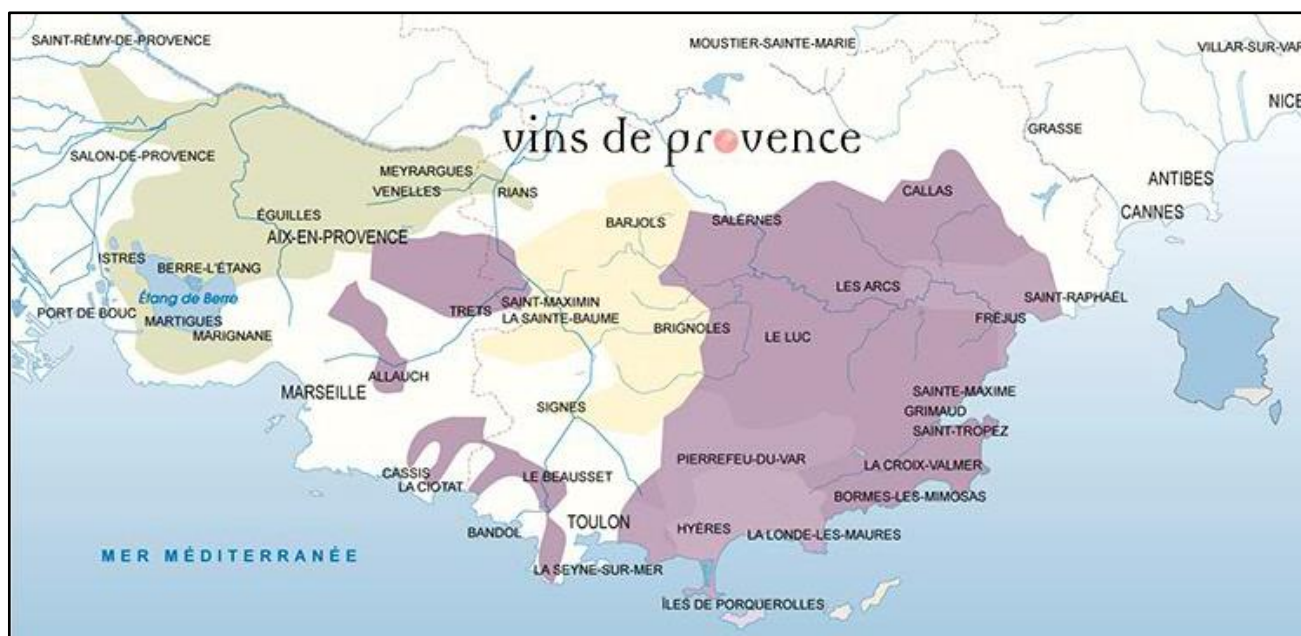 SAINT-RÉMY-DE-PROVENCE
MOUSTIER-SAINTE-MARIE
VILLAR-SUR-VAR
NICE
vins de provence
GRASSE
SALON-DE-PROVENCE
MEYRARGUES
VENELLES
RIANS
CALLAS
ANTIBES
CANNES
ÉGUILLES
AIX-EN-PROVENCE
BARJOLS
SALÉRNES
ISTRES
BERRE-L'ÉTANG
Étang de Berre
PORT DE BOUC
MARTIGUES
MARIGNANE
TRETS
SAINT-MAXIMIN
LA SAINTE-BAUME
BRIGNOLES
LES ARCS
LE LUC
SAINT-RAPHAËL
FRÉJUS
ALLAUCH
MARSEILLE
SIGNES
SAINTE-MAXIME
GRIMAUD
SAINT-TROPEZ
PIERREFEU-DU-VAR
LA CROIX-VALMER
CASSIS
LA CIOTAT
LE BEAUSSET
BORMES-LES-MIMOSAS
BANDOL
TOULON
HYÈRES
LA LONDE-LES-MAURES
MER MÉDITERRANÉE
LA SEYNE-SUR-MER
ÎLES DE PORQUEROLLES